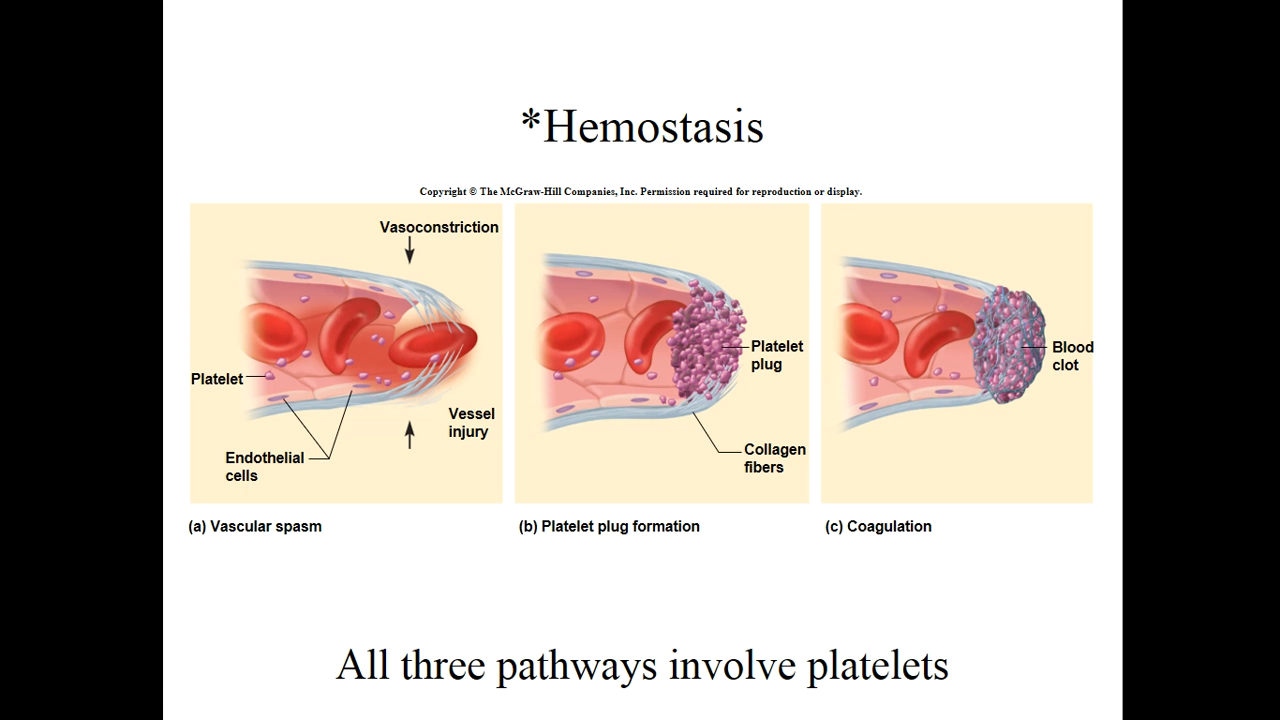 *Hemostasis
Copyright © The McGraw-Hill Companies, Inc. Permission required for reproduction or display.
Vasoconstriction
Platelet
Vessel
injury
Endothelial
cells
(a) Vascular spasm
Platelet
plug
Collagen
fibers
(b) Platelet plug formation
Blood
clot
(c) Coagulation
All three pathways involve platelets